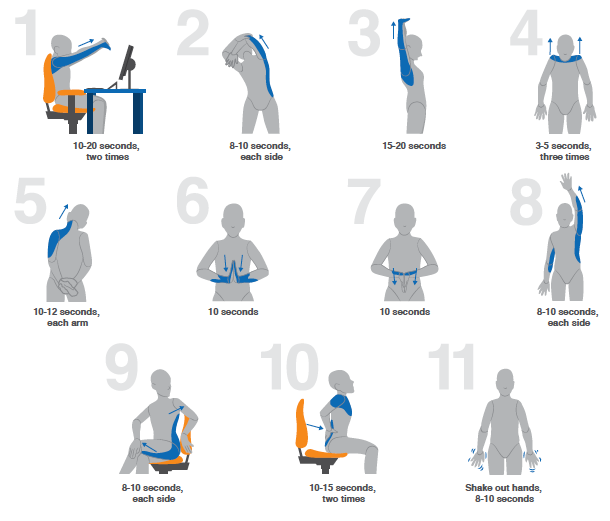 1
2
3
4
10-20 seconds,
two times
8-10 seconds,
each side
15-20 seconds
3-5 seconds,
three times
5
6
7
8
10-12 seconds,
each arm
10 seconds
10 seconds
8-10 seconds,
each side
9
10
11
8-10 seconds,
each side
10-15 seconds,
two times
Shake out hands,
8-10 seconds